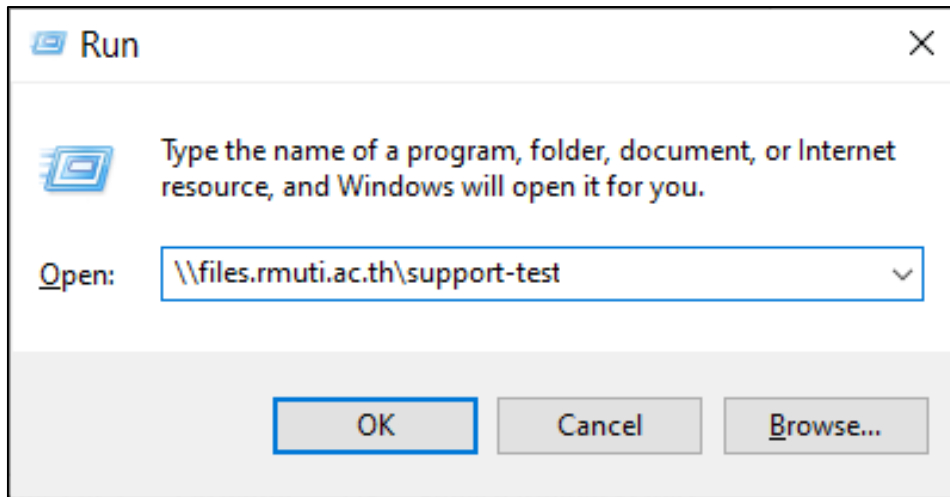 Run
Type the name of a program, folder, document, or Internet
resource, and Windows will open it for you.
Open: \\files.rmuti.ac.th\support-test
OK Cancel Browse...